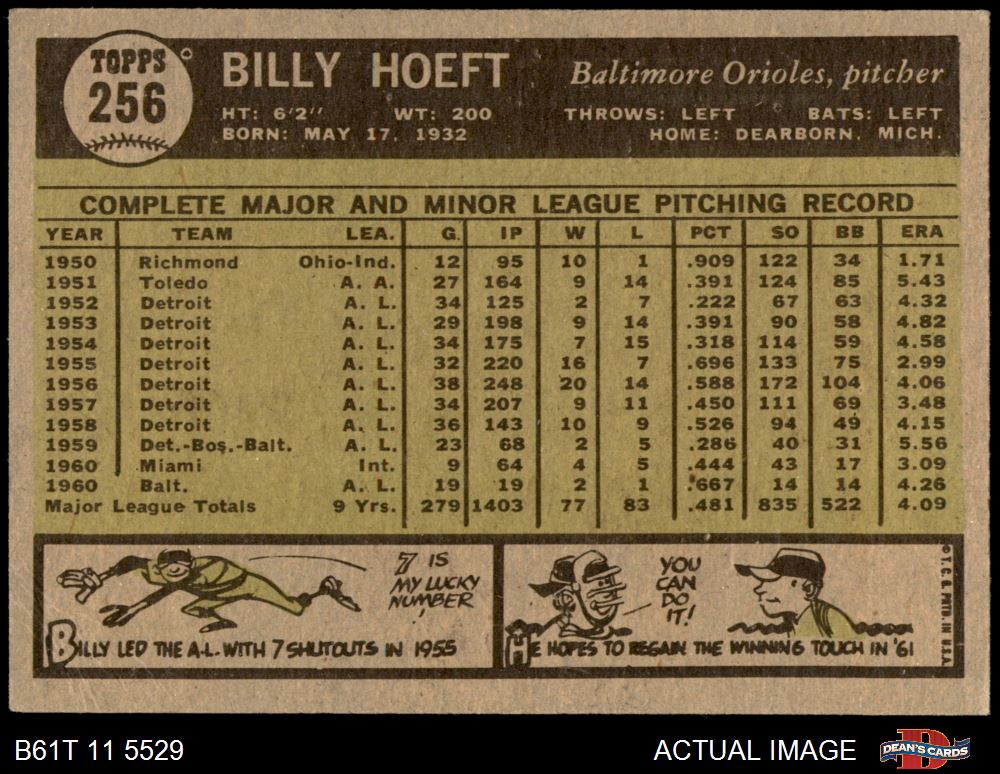 TOPPS
256
BILLY HOEFT
Baltimore Orioles, pitcher
HT: 6'2" WT: 200 THROWS: LEFT BATS: LEFT
BORN: MAY 17, 1932 HOME: DEARBORN, MICH.
COMPLETE MAJOR AND MINOR LEAGUE PITCHING RECORD
YEAR TEAM LEA. G. IP W L PCT SO BB ERA
1950 Richmond Ohio-Ind. 12 95 10 1 .909 122 34 1.71
1951 Toledo A. A. 27 164 9 14 .391 124 85 5.43
1952 Detroit A. L. 34 125 2 7 .222 67 63 4.32
1953 Detroit A. L. 29 198 9 14 .391 90 58 4.82
1954 Detroit A. L. 34 175 7 15 .318 114 59 4.58
1955 Detroit A. L. 32 220 16 7 .696 133 75 2.99
1956 Detroit A. L. 38 248 20 14 .588 172 104 4.06
1957 Detroit A. L. 34 207 9 11 .450 111 69 3.48
1958 Detroit A. L. 36 143 10 9 .526 94 49 4.15
1959 Det.-Bos.-Balt. A. L. 23 68 2 5 .286 40 31 5.56
1960 Miami Int. 9 64 4 5 .444 43 17 3.09
1960 Balt. A. L. 19 19 2 1 .667 14 14 4.26
Major League Totals 9 Yrs. 279 1403 77 83 .481 835 522 4.09
7 IS
MY LUCKY
NUMBER!
BILLY LED THE A.L. WITH 7 SHUTOUTS IN 1955
YOU
CAN
DO
IT!
HE HOPES TO REGAIN THE WINNING TOUCH IN '61
© T.C.G. PRTD. IN U.S.A.
B61T 11 5529
ACTUAL IMAGE
DEAN'S CARDS